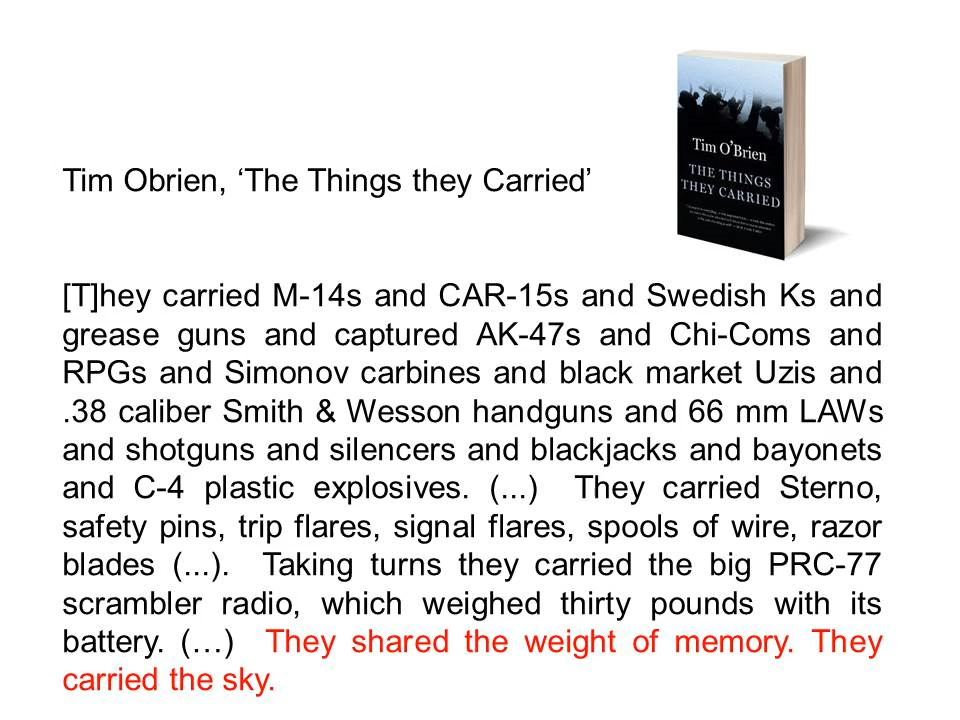 Tim O’Brien
THE THINGS
THEY CARRIED
Tim Obrien, ‘The Things they Carried’
[T]hey carried M-14s and CAR-15s and Swedish Ks and
grease guns and captured AK-47s and Chi-Coms and
RPGs and Simonov carbines and black market Uzis and
.38 caliber Smith & Wesson handguns and 66 mm LAWs
and shotguns and silencers and blackjacks and bayonets
and C-4 plastic explosives. (...) They carried Sterno,
safety pins, trip flares, signal flares, spools of wire, razor
blades (...). Taking turns they carried the big PRC-77
scrambler radio, which weighed thirty pounds with its
battery. (…) They shared the weight of memory. They
carried the sky.